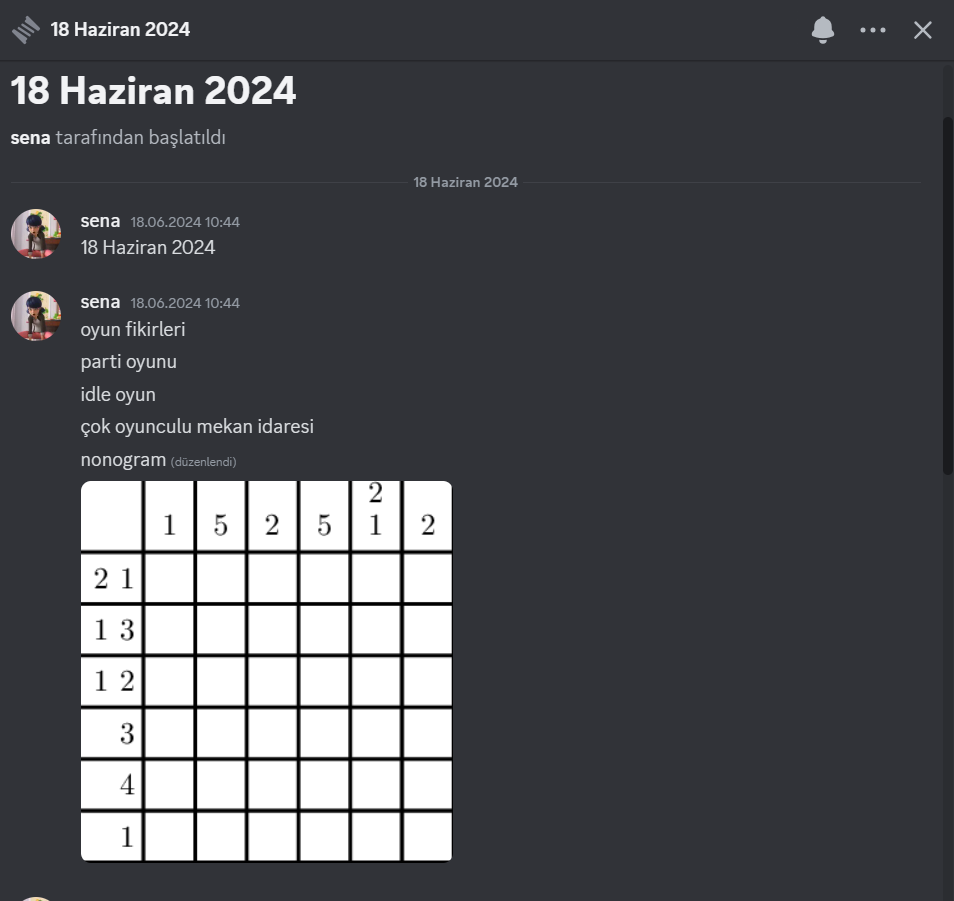 18 Haziran 2024
18 Haziran 2024
sena tarafından başlatıldı
18 Haziran 2024
sena 18.06.2024 10:44
18 Haziran 2024
sena 18.06.2024 10:44
oyun fikirleri
parti oyunu
idle oyun
çok oyunculu mekan idaresi
nonogram (düzenlendi)
2
1 5 2 5 1 2
2 1
1 3
1 2
3
4
1